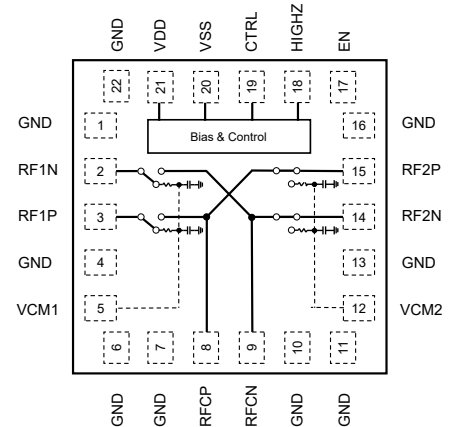 GND VDD VSS CTRL HIGHZ EN
22 21 20 19 18 17
Bias & Control
GND 1 16 GND
RF1N 2 15 RF2P
RF1P 3 14 RF2N
GND 4 13 GND
VCM1 5 12 VCM2
6 7 8 9 10 11
GND GND RFCP RFCN GND GND